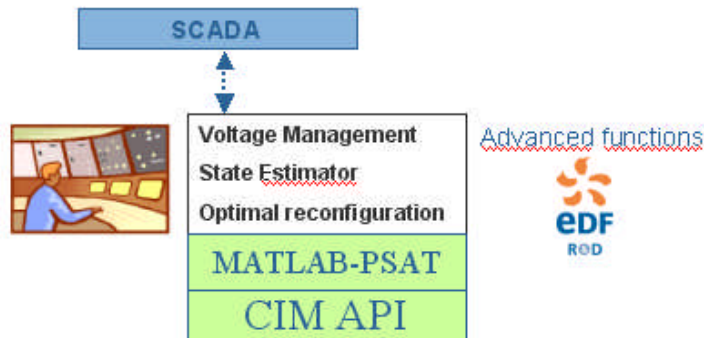 SCADA
Voltage Management
State Estimator
Optimal reconfiguration
Advanced functions
eDF
R&D
MATLAB-PSAT
CIM API